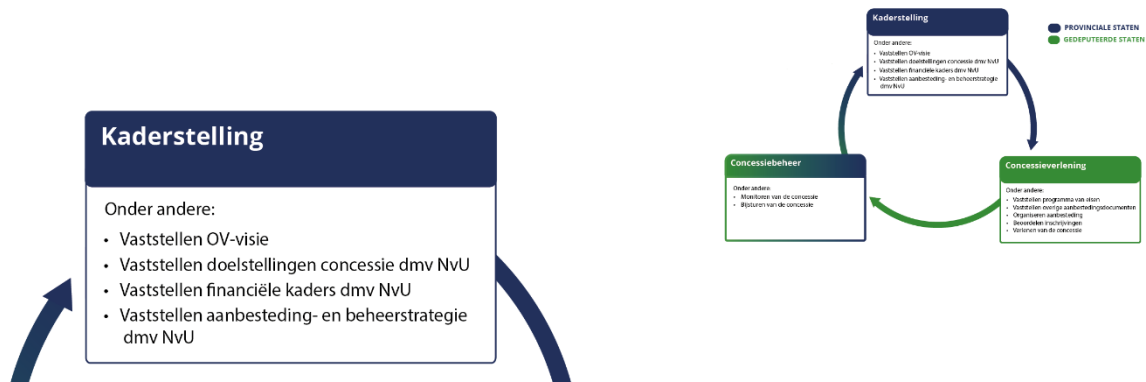 Kaderstelling
Onder andere:
• Vaststellen OV-visie
• Vaststellen doelstellingen concessie dmv NvU
• Vaststellen financiële kaders dmv NvU
• Vaststellen aanbesteding- en beheerstrategie
dmv NvU
Kaderstelling
Onder andere:
• Vaststellen OV-visie
• Vaststellen doelstellingen concessie dmv NvU
• Vaststellen financiële kaders dmv NvU
• Vaststellen aanbesteding- en beheerstrategie
dmv NvU
PROVINCIALE STATEN
GEDEPUTEERDE STATEN
Concessiebeheer
Onder andere:
• Monitoren van de concessie
• Bijsturen van de concessie
Concessieverlening
Onder andere:
• Vaststellen programma van eisen
• Vaststellen overige aanbestedingsdocumenten
• Organiseren aanbesteding
• Beoordelen inschrijvingen
• Verlenen van de concessie